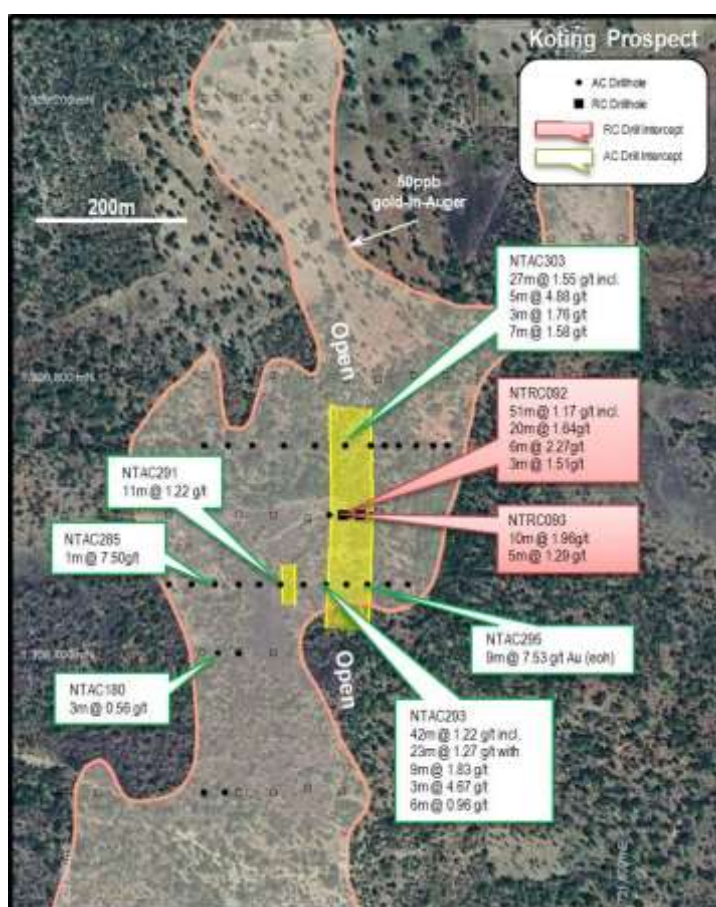 Koting Prospect
AC Drillhole
RC Drillhole
RC Drill Intercept
AC Drill Intercept
200m
50ppb
gold-in-Auger
NTAC303
27m @ 1.55 g/t incl.
5m @ 4.88 g/t
3m @ 1.76 g/t
7m @ 1.58 g/t
Open
NTRC092
51m @ 1.17 g/t incl.
20m @ 1.64g/t
6m @ 2.27g/t
3m @ 1.51g/t
NTAC291
11m @ 1.22 g/t
NTRC093
10m @ 1.96g/t
5m @ 1.29 g/t
NTAC285
1m @ 7.50g/t
NTAC295
9m @ 7.53 g/t Au (eoh)
Open
NTAC180
3m @ 0.56 g/t
NTAC293
42m @ 1.22 g/t incl.
23m @ 1.27 g/t with
9m @ 1.83 g/t
3m @ 4.67 g/t
6m @ 0.96 g/t